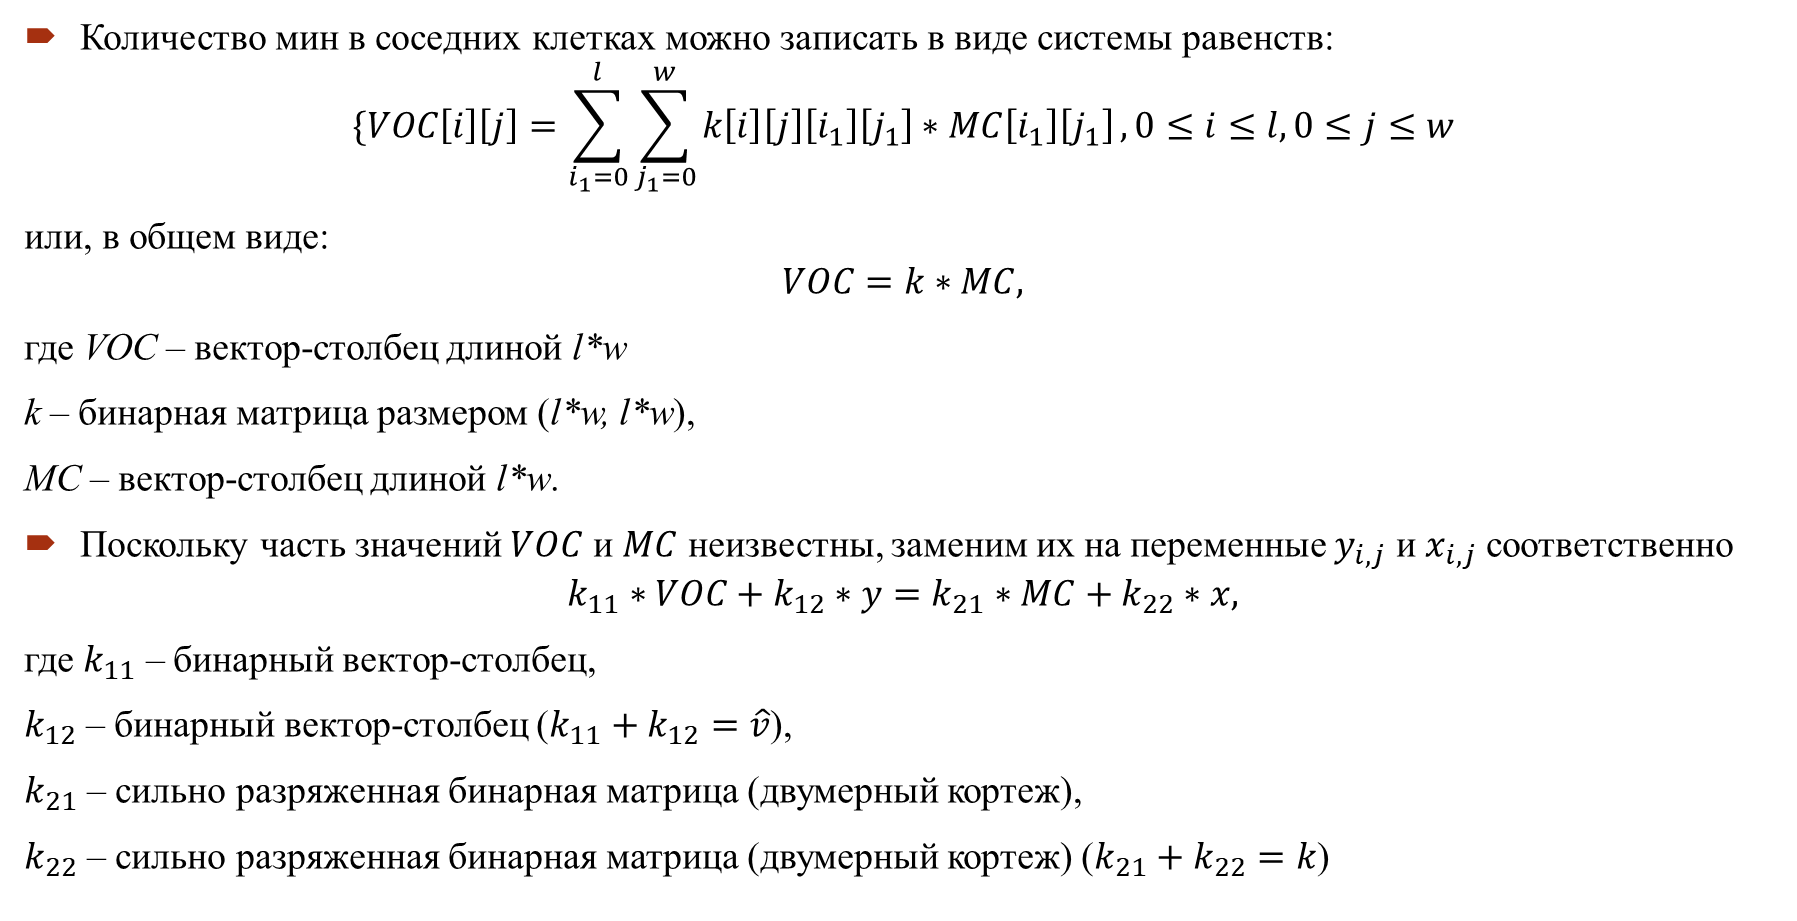 Количество мин в соседних клетках можно записать в виде системы равенств:
{VOC[i][j] = ∑_{i₁=0}^{l} ∑_{j₁=0}^{w} k[i][j][i₁][j₁] ∗ MC[i₁][j₁], 0 ≤ i ≤ l, 0 ≤ j ≤ w
или, в общем виде:
VOC = k ∗ MC,
где VOC – вектор-столбец длиной l*w
k – бинарная матрица размером (l*w, l*w),
MC – вектор-столбец длиной l*w.
Поскольку часть значений VOC и MC неизвестны, заменим их на переменные y_{i,j} и x_{i,j} соответственно
k₁₁ ∗ VOC + k₁₂ ∗ y = k₂₁ ∗ MC + k₂₂ ∗ x,
где k₁₁ – бинарный вектор-столбец,
k₁₂ – бинарный вектор-столбец (k₁₁ + k₁₂ = v̂),
k₂₁ – сильно разряженная бинарная матрица (двумерный кортеж),
k₂₂ – сильно разряженная бинарная матрица (двумерный кортеж) (k₂₁ + k₂₂ = k)